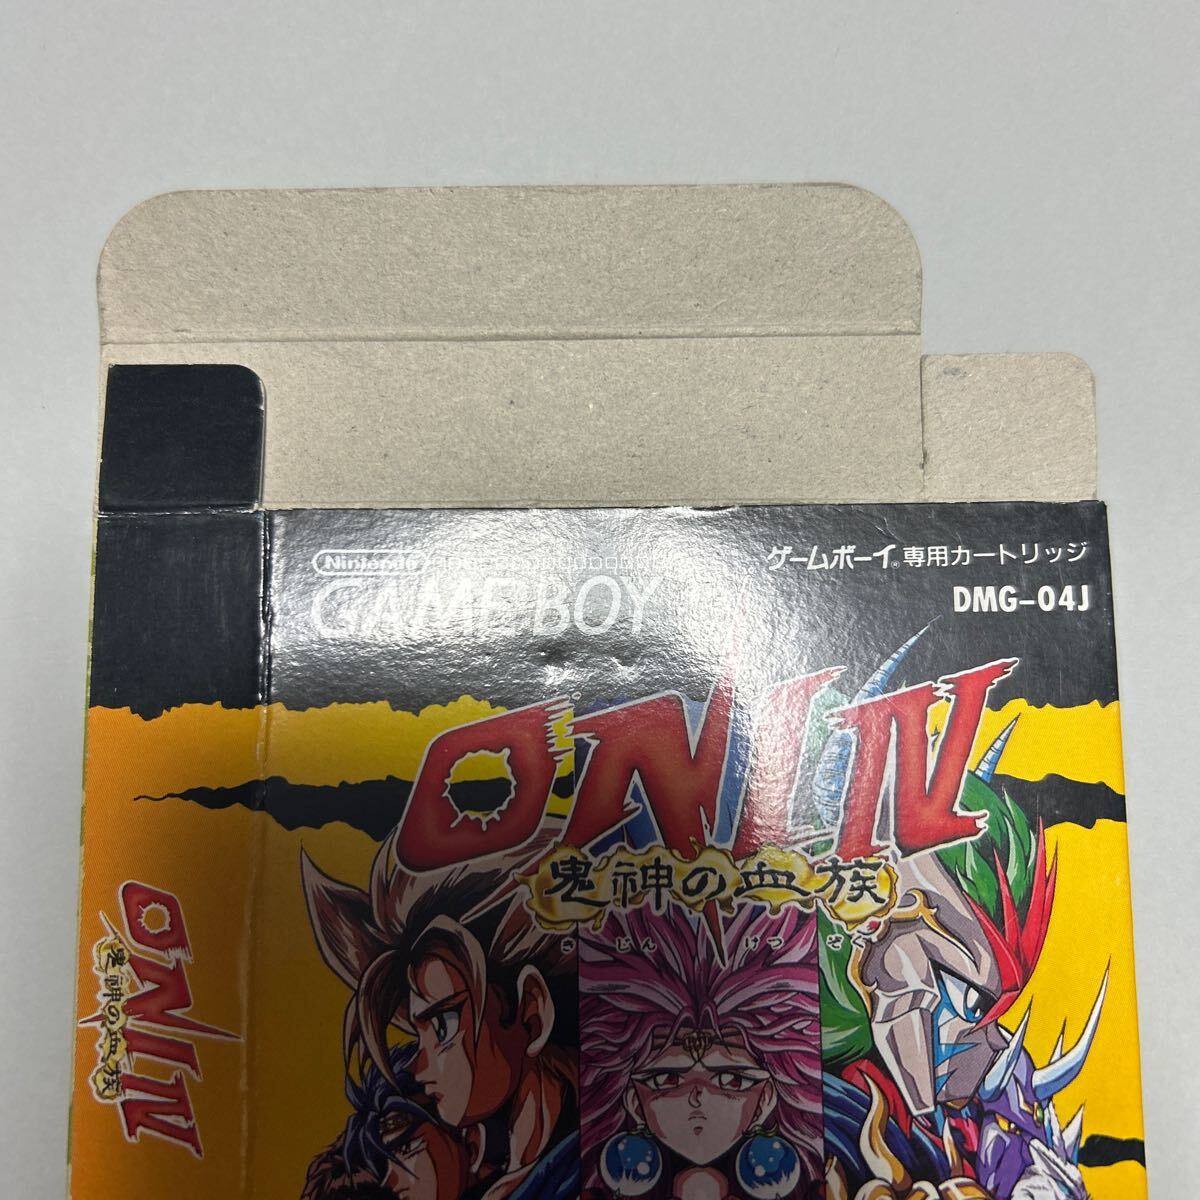 Nintendo
GAME BOY
ゲームボーイ®専用カートリッジ
DMG-04J
ONI IV
鬼神の血族
きじんけつぞく
ONI IV
鬼神の血族